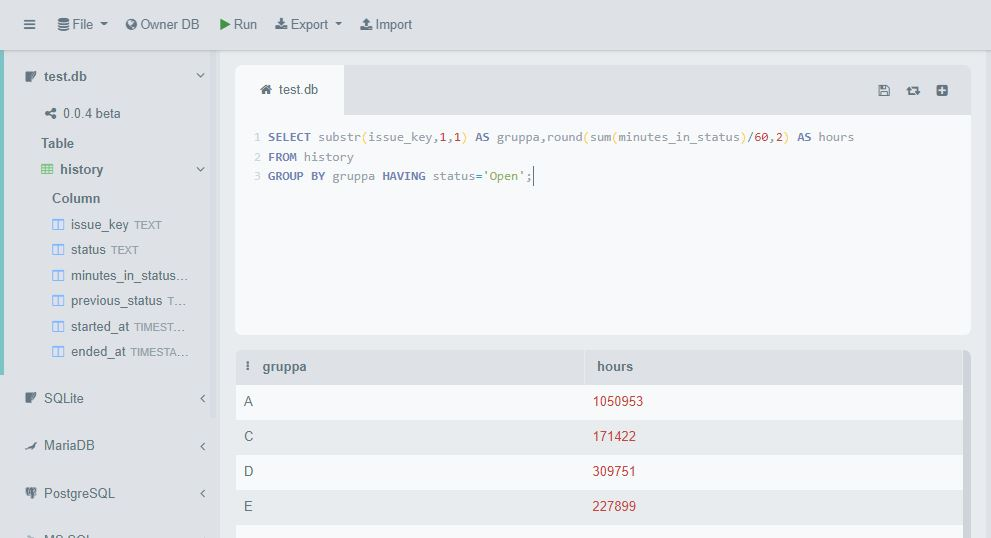 File Owner DB Run Export Import
test.db
0.0.4 beta
Table
history
Column
issue_key TEXT
status TEXT
minutes_in_status...
previous_status T...
started_at TIMEST...
ended_at TIMESTA...
SQLite
MariaDB
PostgreSQL
test.db
1 SELECT substr(issue_key,1,1) AS gruppa,round(sum(minutes_in_status)/60,2) AS hours
2 FROM history
3 GROUP BY gruppa HAVING status='Open';
gruppa hours
A 1050953
C 171422
D 309751
E 227899